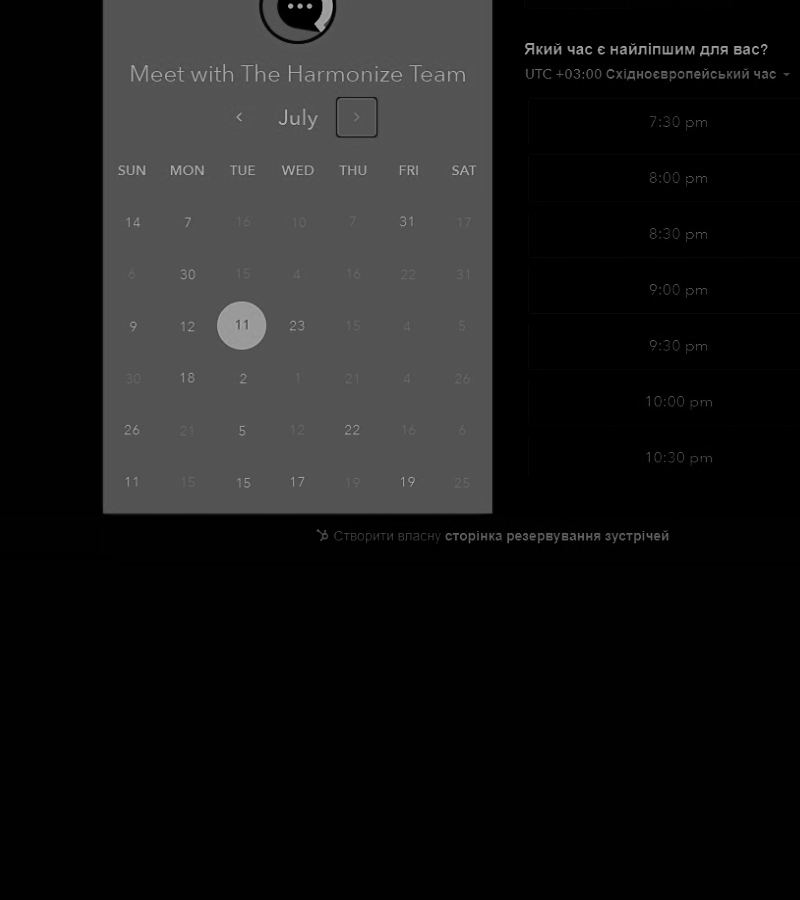 Meet with The Harmonize Team
July
SUN MON TUE WED THU FRI SAT
14 7 16 10 7 31 17
6 30 15 4 16 22 31
9 12 11 23 15 4 5
30 18 2 1 21 4 26
26 21 5 12 22 16 6
11 15 15 17 19 19 25
Який час є найліпшим для вас?
UTC +03:00 Східноєвропейський час
7:30 pm
8:00 pm
8:30 pm
9:00 pm
9:30 pm
10:00 pm
10:30 pm
Створити власну сторінка резервування зустрічей